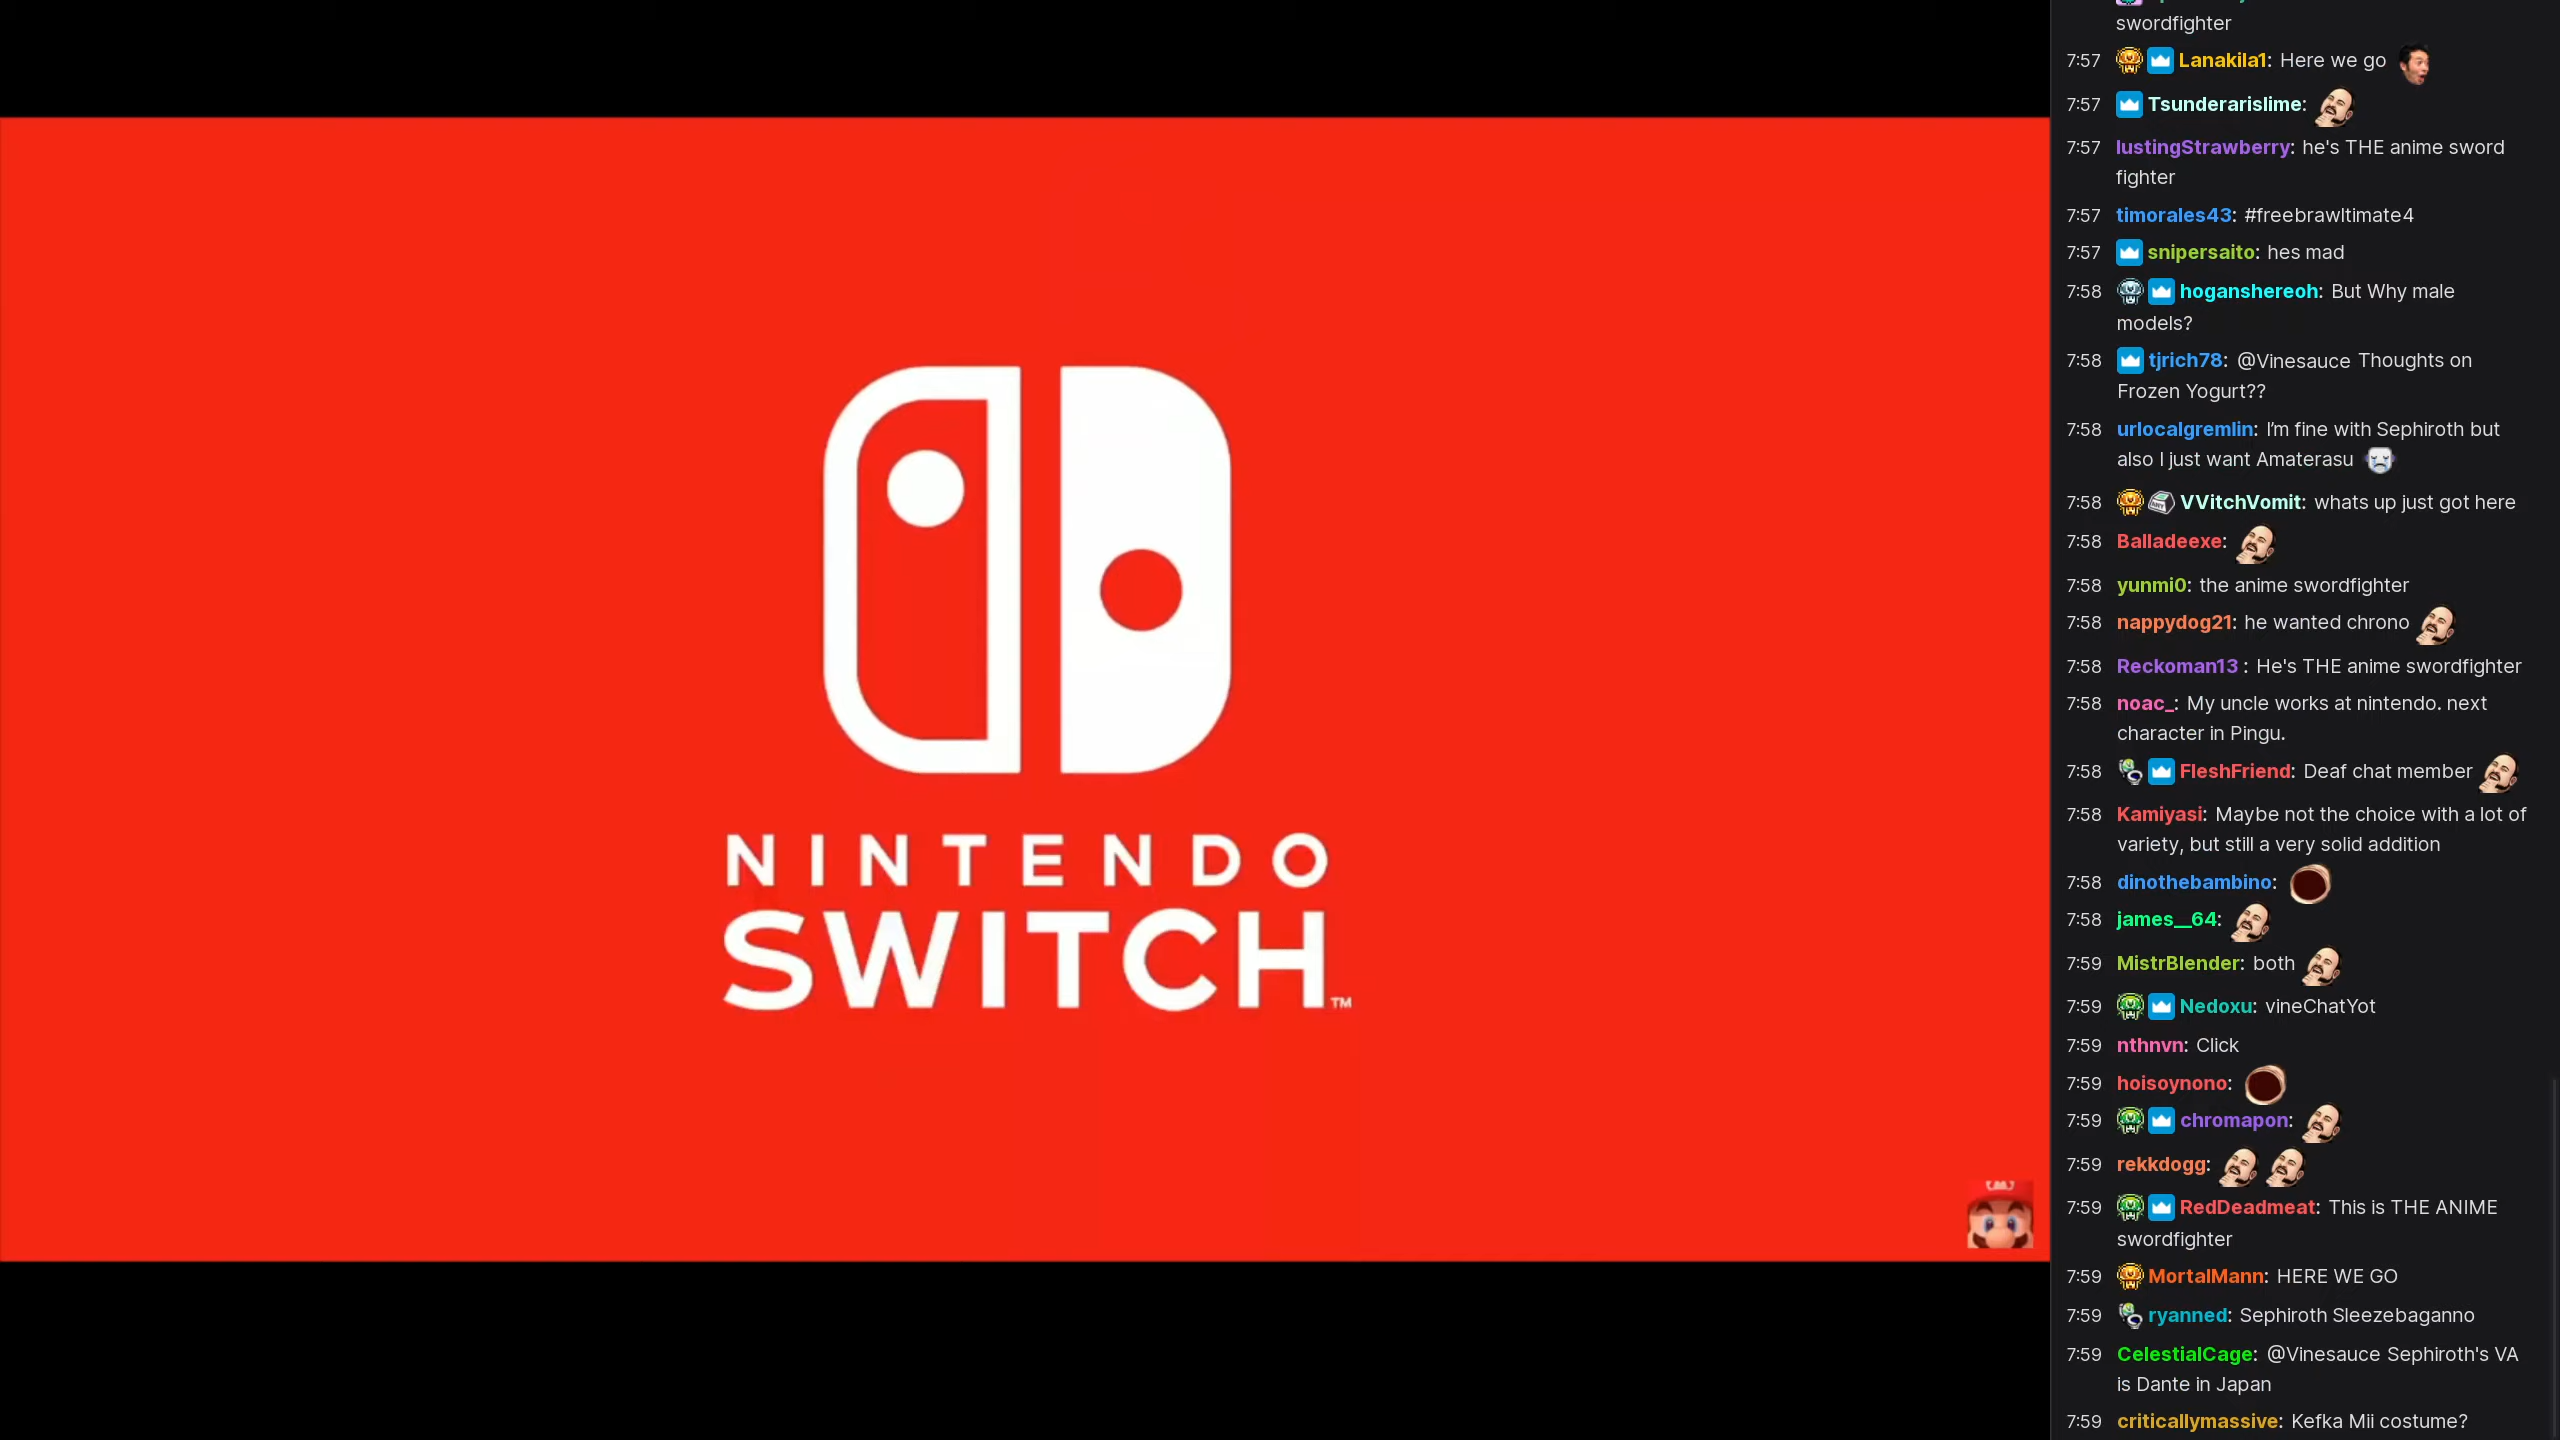 NINTENDO
SWITCH
TM
swordfighter
7:57 Lanakila1: Here we go
7:57 Tsunderarislime:
7:57 lustingStrawberry: he's THE anime sword
fighter
7:57 timorales43: #freebrawltimate4
7:57 snipersaito: hes mad
7:58 hoganshereoh: But Why male
models?
7:58 tjrich78: @Vinesauce Thoughts on
Frozen Yogurt??
7:58 urlocalgremlin: I'm fine with Sephiroth but
also I just want Amaterasu
7:58 VVitchVomit: whats up just got here
7:58 Balladeexe:
7:58 yunmi0: the anime swordfighter
7:58 nappydog21: he wanted chrono
7:58 Reckoman13 : He's THE anime swordfighter
7:58 noac_: My uncle works at nintendo. next
character in Pingu.
7:58 FleshFriend: Deaf chat member
7:58 Kamiyasi: Maybe not the choice with a lot of
variety, but still a very solid addition
7:58 dinothebambino:
7:58 james__64:
7:59 MistrBlender: both
7:59 Nedoxu: vineChatYot
7:59 nthnvn: Click
7:59 hoisoynono:
7:59 chromapon:
7:59 rekkdogg:
7:59 RedDeadmeat: This is THE ANIME
swordfighter
7:59 MortalMann: HERE WE GO
7:59 ryanned: Sephiroth Sleezebaganno
7:59 CelestialCage: @Vinesauce Sephiroth's VA
is Dante in Japan
7:59 criticallymassive: Kefka Mii costume?